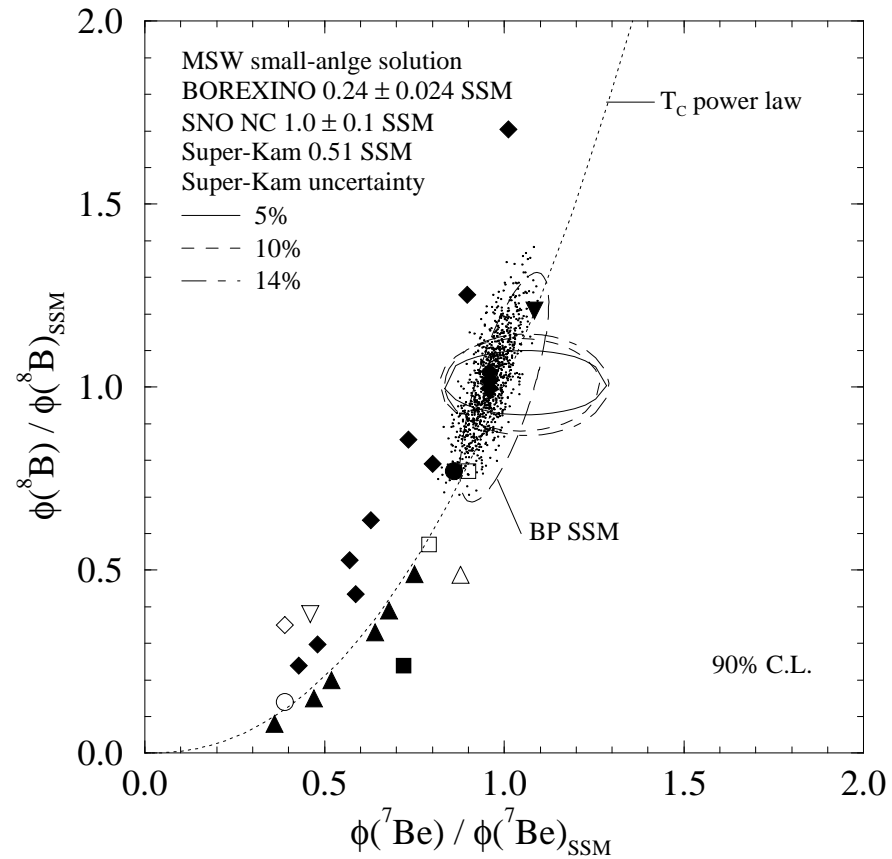 2.0
1.5
1.0
0.5
0.0
ϕ(⁸B) / ϕ(⁸B)SSM
MSW small-anlge solution
BOREXINO 0.24 ± 0.024 SSM
SNO NC 1.0 ± 0.1 SSM
Super-Kam 0.51 SSM
Super-Kam uncertainty
5%
10%
14%
TC power law
BP SSM
90% C.L.
0.0 0.5 1.0 1.5 2.0
ϕ(⁷Be) / ϕ(⁷Be)SSM